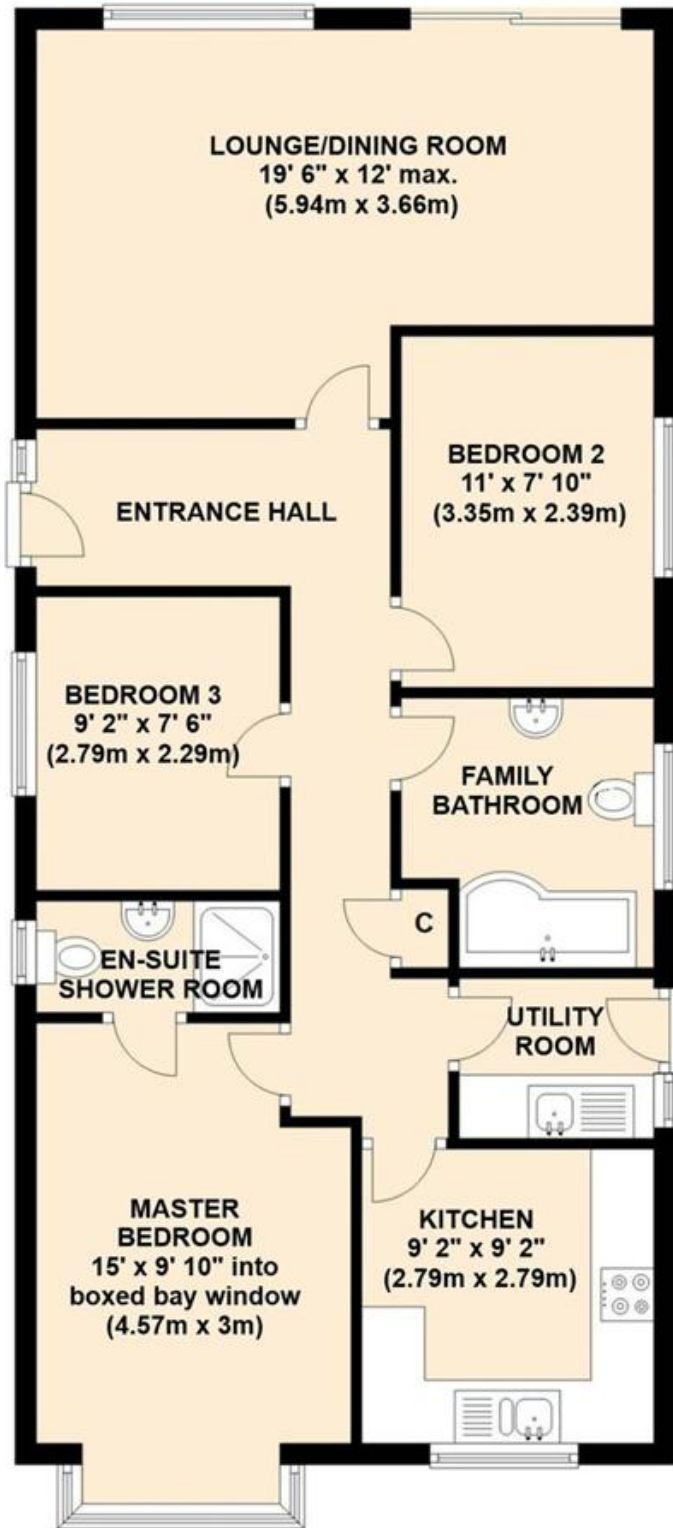 LOUNGE/DINING ROOM
19' 6" x 12' max.
(5.94m x 3.66m)
BEDROOM 2
11' x 7' 10"
(3.35m x 2.39m)
ENTRANCE HALL
BEDROOM 3
9' 2" x 7' 6"
(2.79m x 2.29m)
FAMILY
BATHROOM
C
EN-SUITE
SHOWER ROOM
UTILITY
ROOM
MASTER
BEDROOM
15' x 9' 10" into
boxed bay window
(4.57m x 3m)
KITCHEN
9' 2" x 9' 2"
(2.79m x 2.79m)